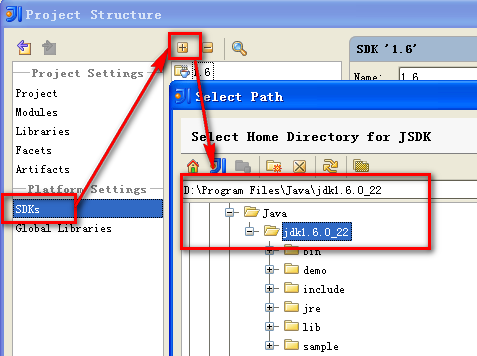 Project Structure
Project Settings
Project
Modules
Libraries
Facets
Artifacts
Platform Settings
SDKs
Global Libraries
1.6
SDK '1.6'
Name: 1.6
Select Path
Select Home Directory for JSDK
D:\Program Files\Java\jdk1.6.0_22
Java
jdk1.6.0_22
bin
demo
include
jre
lib
sample